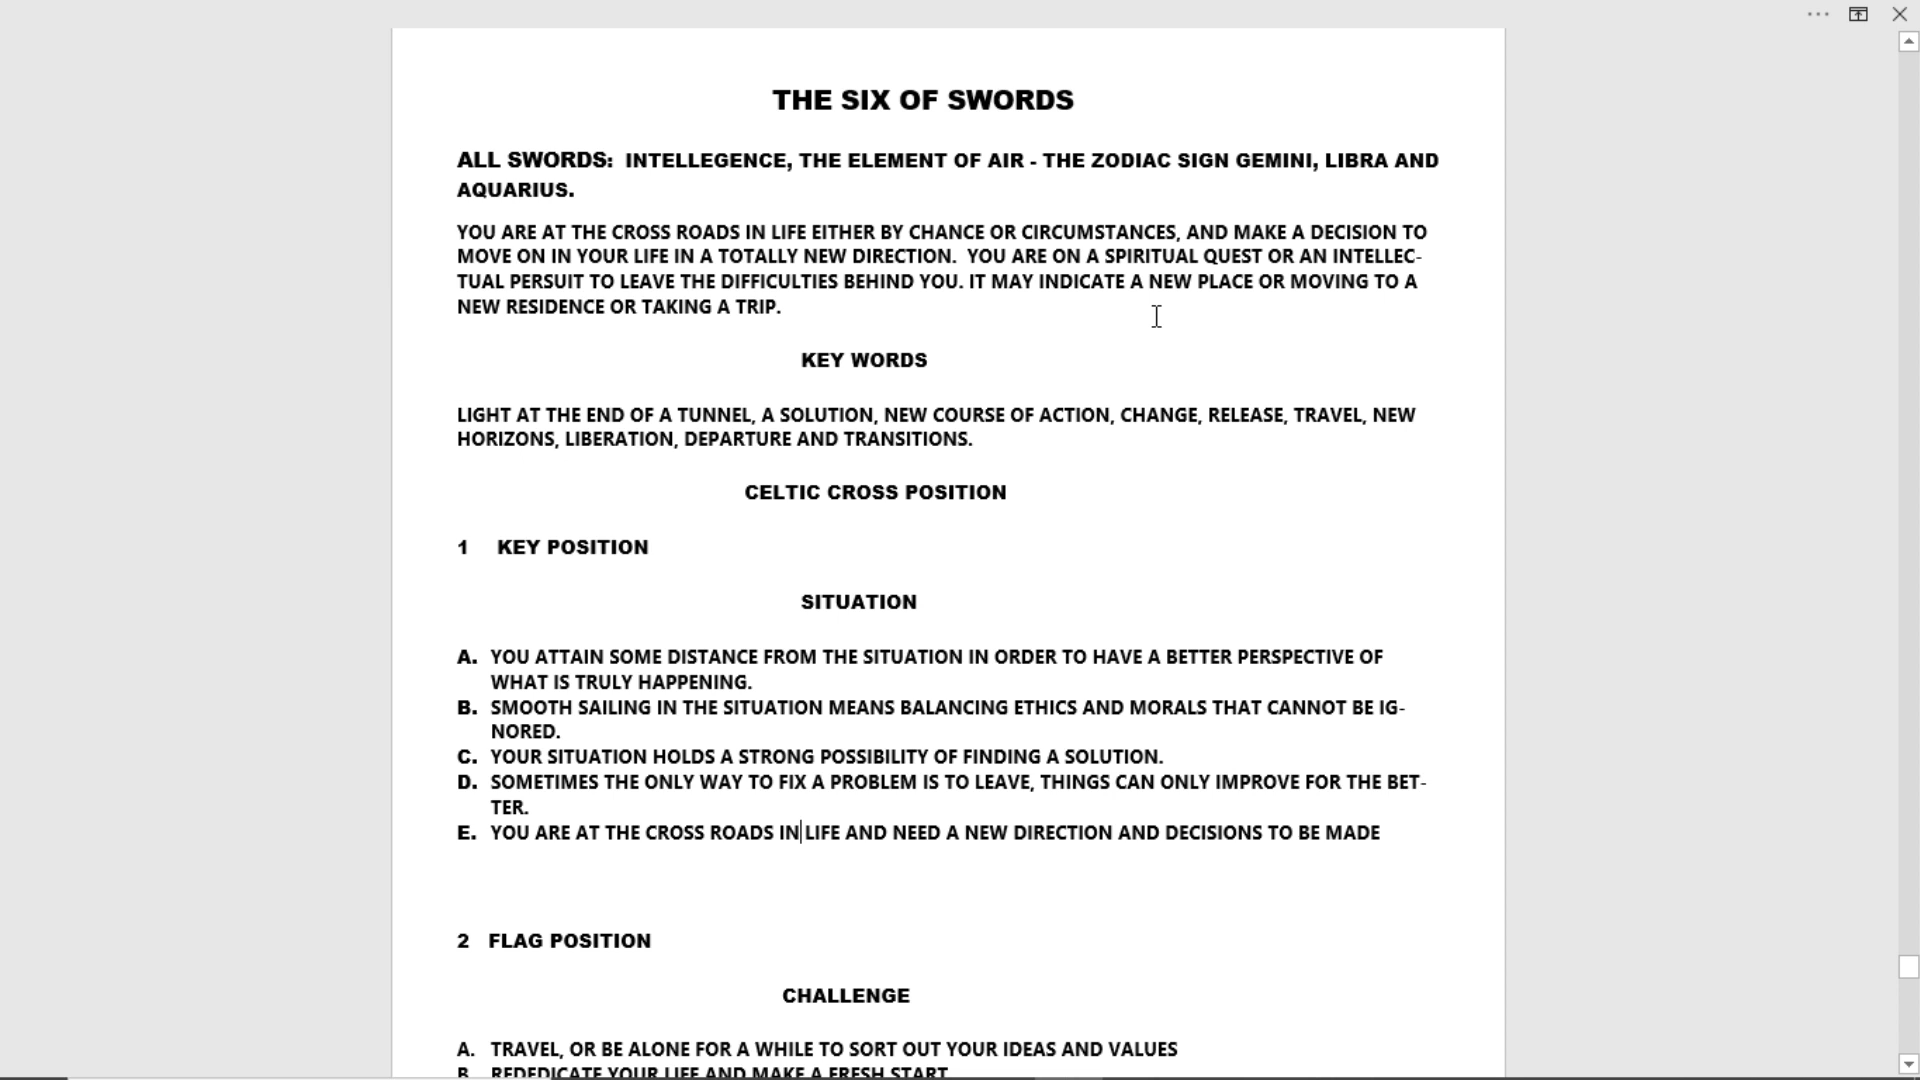 THE SIX OF SWORDS
ALL SWORDS: INTELLEGENCE, THE ELEMENT OF AIR - THE ZODIAC SIGN GEMINI, LIBRA AND
AQUARIUS.
YOU ARE AT THE CROSS ROADS IN LIFE EITHER BY CHANCE OR CIRCUMSTANCES, AND MAKE A DECISION TO
MOVE ON IN YOUR LIFE IN A TOTALLY NEW DIRECTION. YOU ARE ON A SPIRITUAL QUEST OR AN INTELLEC-
TUAL PERSUIT TO LEAVE THE DIFFICULTIES BEHIND YOU. IT MAY INDICATE A NEW PLACE OR MOVING TO A
NEW RESIDENCE OR TAKING A TRIP.
KEY WORDS
LIGHT AT THE END OF A TUNNEL, A SOLUTION, NEW COURSE OF ACTION, CHANGE, RELEASE, TRAVEL, NEW
HORIZONS, LIBERATION, DEPARTURE AND TRANSITIONS.
CELTIC CROSS POSITION
1 KEY POSITION
SITUATION
A. YOU ATTAIN SOME DISTANCE FROM THE SITUATION IN ORDER TO HAVE A BETTER PERSPECTIVE OF
WHAT IS TRULY HAPPENING.
B. SMOOTH SAILING IN THE SITUATION MEANS BALANCING ETHICS AND MORALS THAT CANNOT BE IG-
NORED.
C. YOUR SITUATION HOLDS A STRONG POSSIBILITY OF FINDING A SOLUTION.
D. SOMETIMES THE ONLY WAY TO FIX A PROBLEM IS TO LEAVE, THINGS CAN ONLY IMPROVE FOR THE BET-
TER.
E. YOU ARE AT THE CROSS ROADS IN LIFE AND NEED A NEW DIRECTION AND DECISIONS TO BE MADE
2 FLAG POSITION
CHALLENGE
A. TRAVEL, OR BE ALONE FOR A WHILE TO SORT OUT YOUR IDEAS AND VALUES
B. REDEDICATE YOUR LIFE AND MAKE A FRESH START